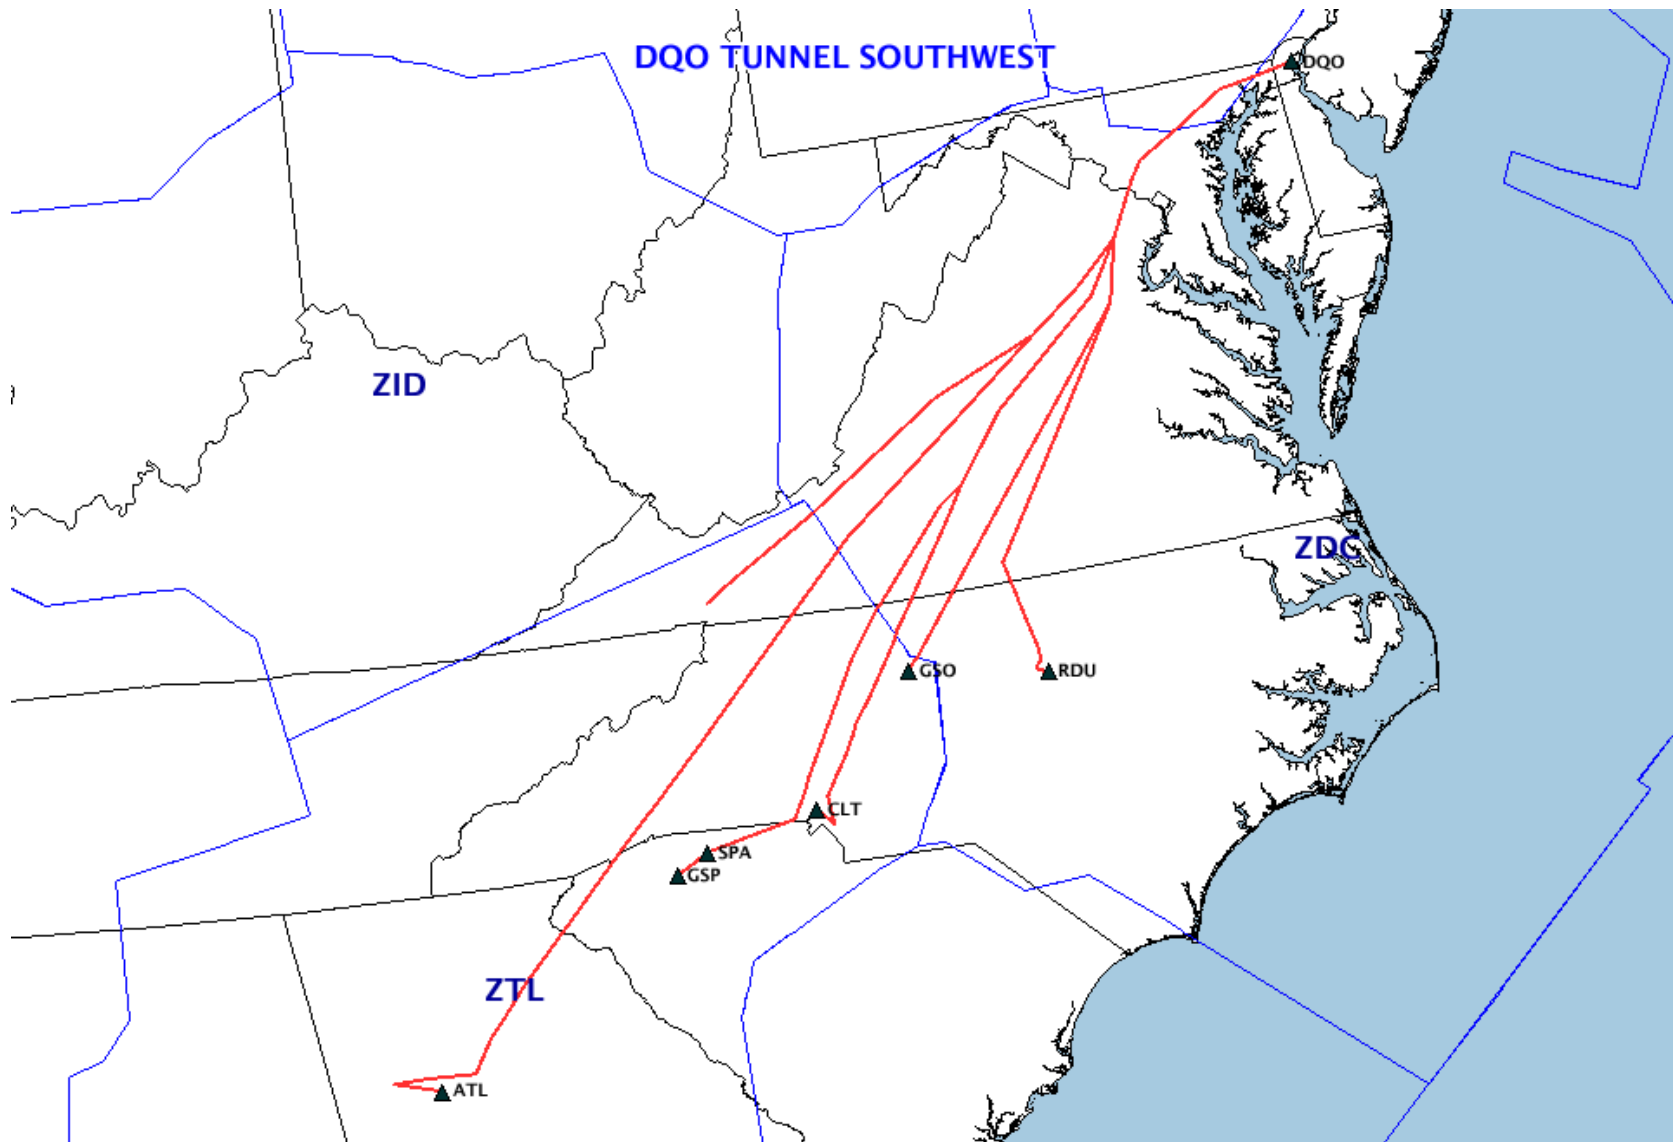 DQO TUNNEL SOUTHWEST
DQO
ZID
ZDC
GSO
RDU
CLT
SPA
GSP
ZTL
ATL